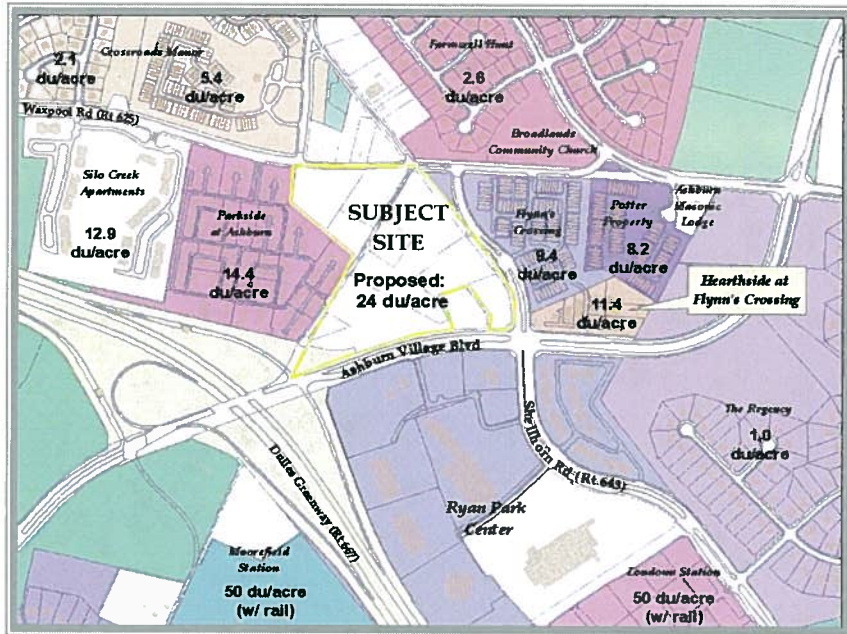 Crossroads Manor
2.1
du/acre
5.4
du/acre
Farmwell Hunt
2.6
du/acre
Waxpool Rd (Rt.625)
Broadlands
Community Church
Silo Creek
Apartments
12.9
du/acre
Parkside
at Ashburn
14.4
du/acre
SUBJECT
SITE
Proposed:
24 du/acre
Flynn's
Crossing
9.4
du/acre
Potter
Property
8.2
du/acre
Ashburn
Masonic
Lodge
Hearthside at
Flynn's Crossing
11.4
du/acre
Ashburn Village Blvd
The Regency
1.0
du/acre
Shellhorn Rd (Rt.643)
Dulles Greenway (Rt.667)
Ryan Park
Center
Moorefield
Station
50 du/acre
(w/ rail)
Loudoun Station
50 du/acre
(w/ rail)